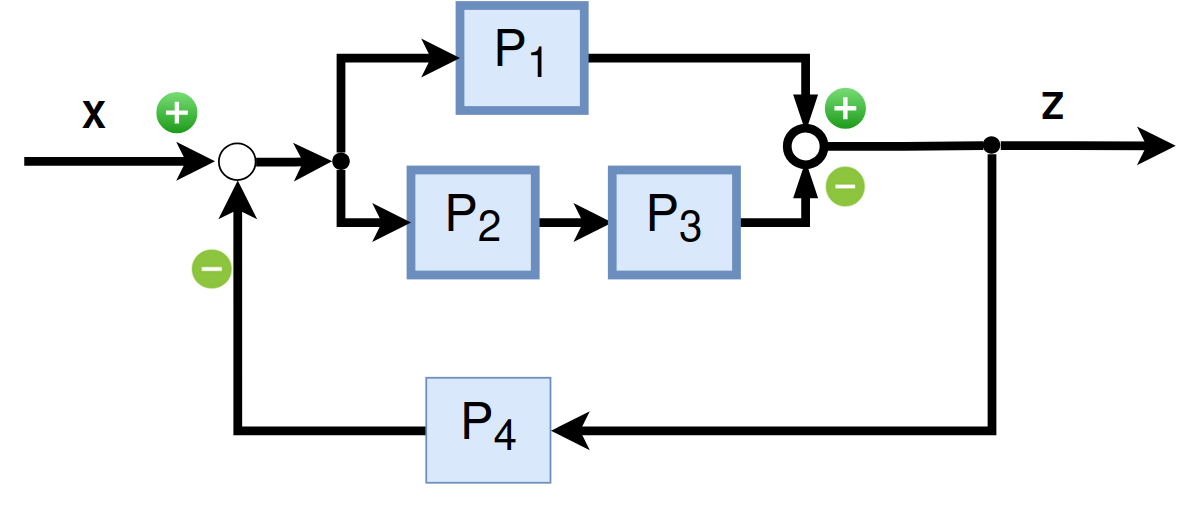 P₁
x
+
+
z
P₂
P₃
−
−
P₄